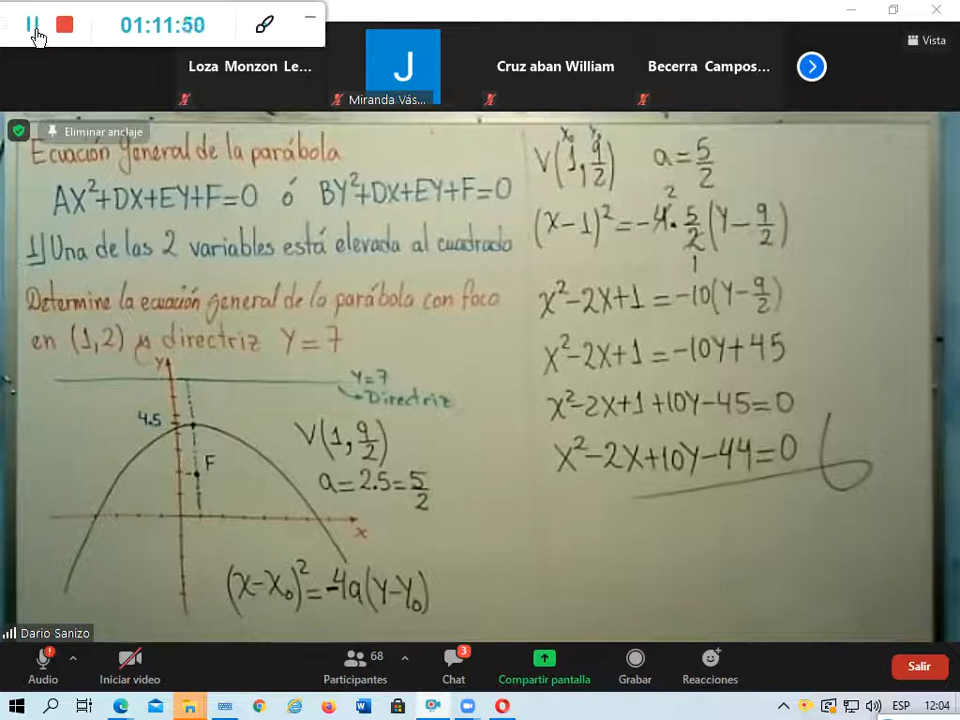 01:11:50
Vista
Loza Monzon Le...
J
Miranda Vás...
Cruz aban William
Becerra Campos...
Eliminar anclaje
Ecuación general de la parábola
AX²+DX+EY+F=0 ó BY²+DX+EY+F=0
1] Una de las 2 variables está elevada al cuadrado
Determine la ecuación general de la parábola con foco
en (1,2) y directriz Y=7
Y
Y=7
Directriz
4.5
F
V(1, 9/2)
a=2.5=5/2
x
(x-x₀)²=-4a(Y-Y₀)
x₀ y₀
V(1, 9/2) a=5/2
2
(x-1)²=-4·5/2(Y-9/2)
1
x²-2x+1=-10(Y-9/2)
x²-2x+1=-10Y+45
x²-2x+1+10Y-45=0
x²-2x+10Y-44=0
Dario Sanizo
Audio
Iniciar video
68
Participantes
3
Chat
Compartir pantalla
Grabar
Reacciones
Salir
ESP
12:04